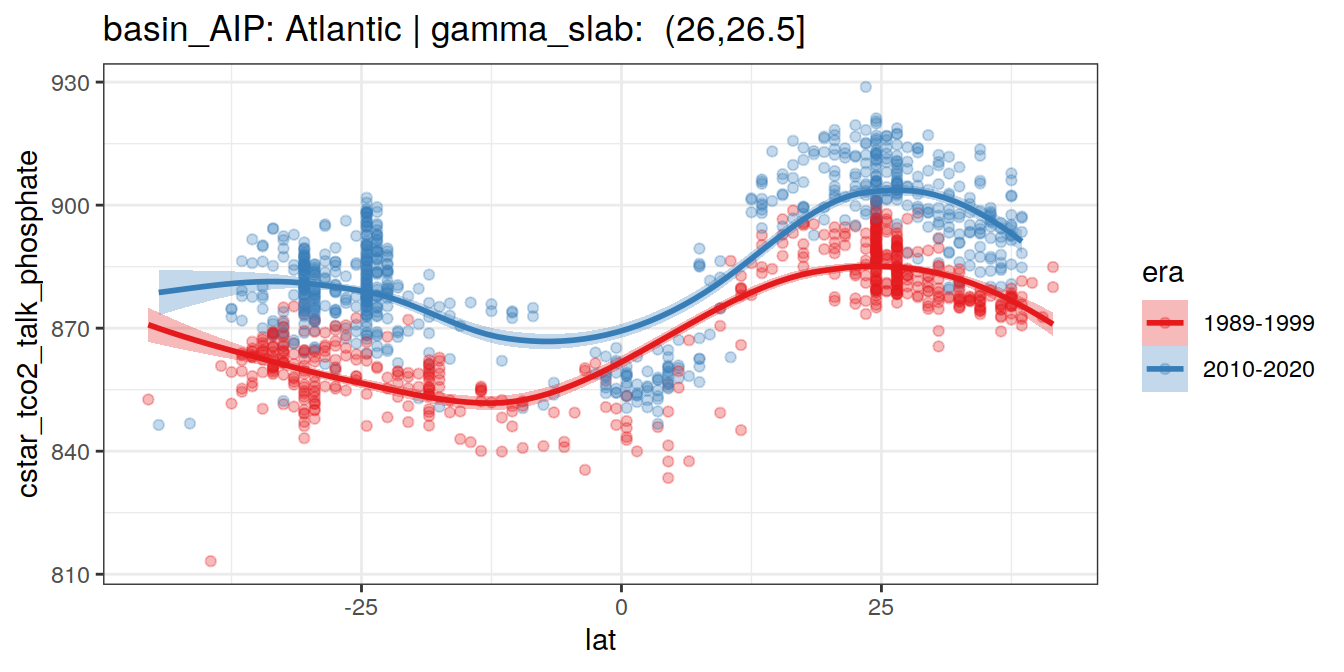 basin_AIP: Atlantic | gamma_slab:  (26,26.5]
cstar_tco2_talk_phosphate
930
900
870
840
810
-25
0
25
lat
era
1989-1999
2010-2020